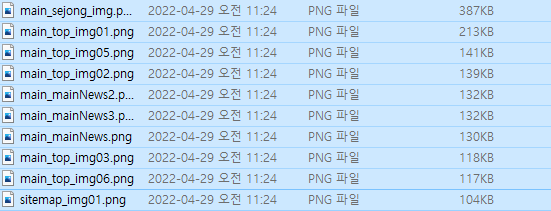 main_sejong_img.p... 2022-04-29 오전 11:24 PNG 파일 387KB
main_top_img01.png 2022-04-29 오전 11:24 PNG 파일 213KB
main_top_img05.png 2022-04-29 오전 11:24 PNG 파일 141KB
main_top_img02.png 2022-04-29 오전 11:24 PNG 파일 139KB
main_mainNews2.p... 2022-04-29 오전 11:24 PNG 파일 132KB
main_mainNews3.p... 2022-04-29 오전 11:24 PNG 파일 132KB
main_mainNews.png 2022-04-29 오전 11:24 PNG 파일 130KB
main_top_img03.png 2022-04-29 오전 11:24 PNG 파일 118KB
main_top_img06.png 2022-04-29 오전 11:24 PNG 파일 117KB
sitemap_img01.png 2022-04-29 오전 11:24 PNG 파일 104KB